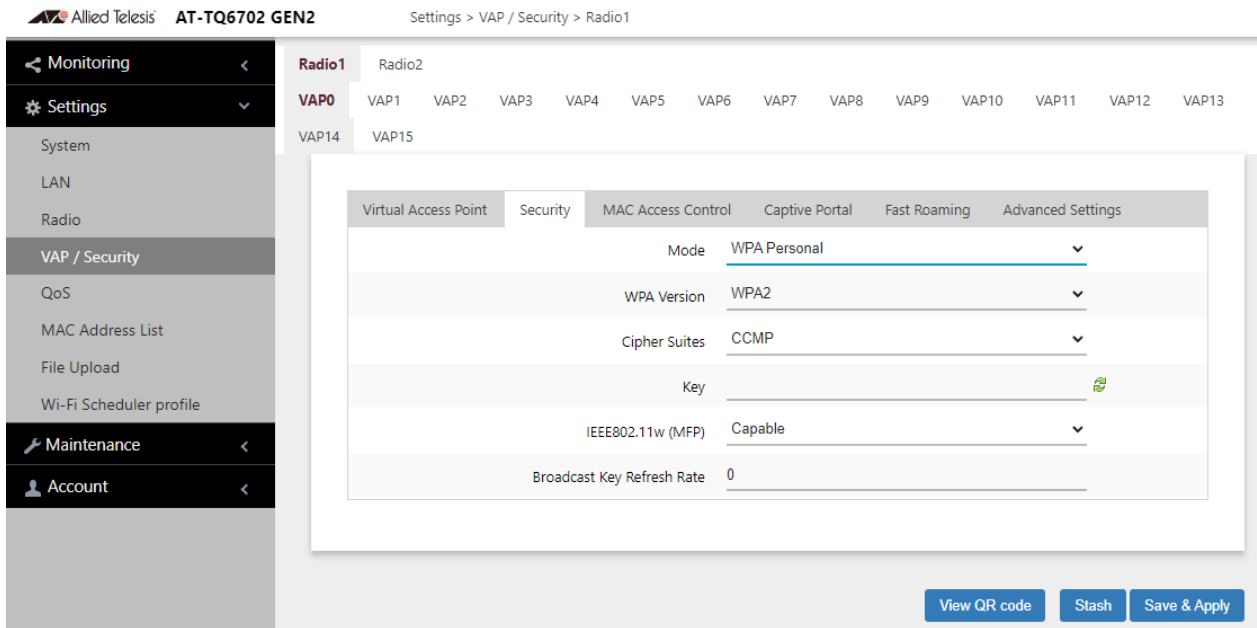 Allied Telesis AT-TQ6702 GEN2 Settings > VAP / Security > Radio1
Monitoring
Settings
System
LAN
Radio
VAP / Security
QoS
MAC Address List
File Upload
Wi-Fi Scheduler profile
Maintenance
Account
Radio1 Radio2
VAP0 VAP1 VAP2 VAP3 VAP4 VAP5 VAP6 VAP7 VAP8 VAP9 VAP10 VAP11 VAP12 VAP13
VAP14 VAP15
Virtual Access Point Security MAC Access Control Captive Portal Fast Roaming Advanced Settings
Mode WPA Personal
WPA Version WPA2
Cipher Suites CCMP
Key
IEEE802.11w (MFP) Capable
Broadcast Key Refresh Rate 0
View QR code Stash Save & Apply